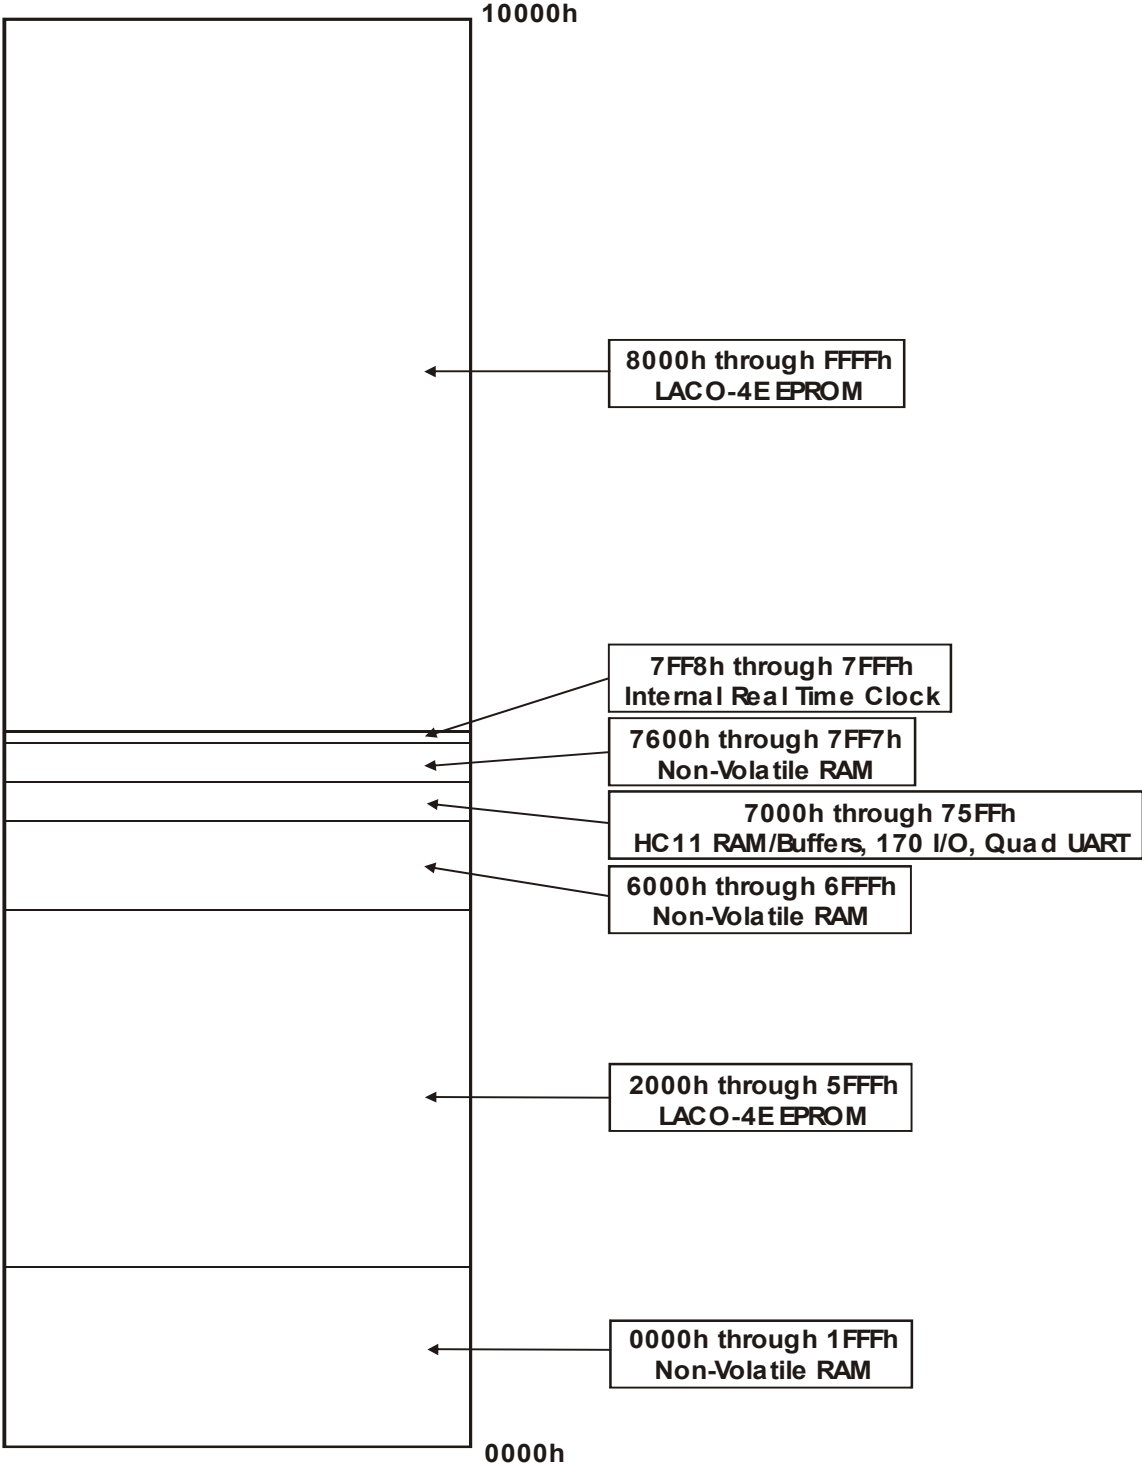 10000h
8000h through FFFFh
LACO-4E EPROM
7FF8h through 7FFFh
Internal Real Time Clock
7600h through 7FF7h
Non-Volatile RAM
7000h through 75FFh
HC11 RAM/Buffers, 170 I/O, Quad UART
6000h through 6FFFh
Non-Volatile RAM
2000h through 5FFFh
LACO-4E EPROM
0000h through 1FFFh
Non-Volatile RAM
0000h